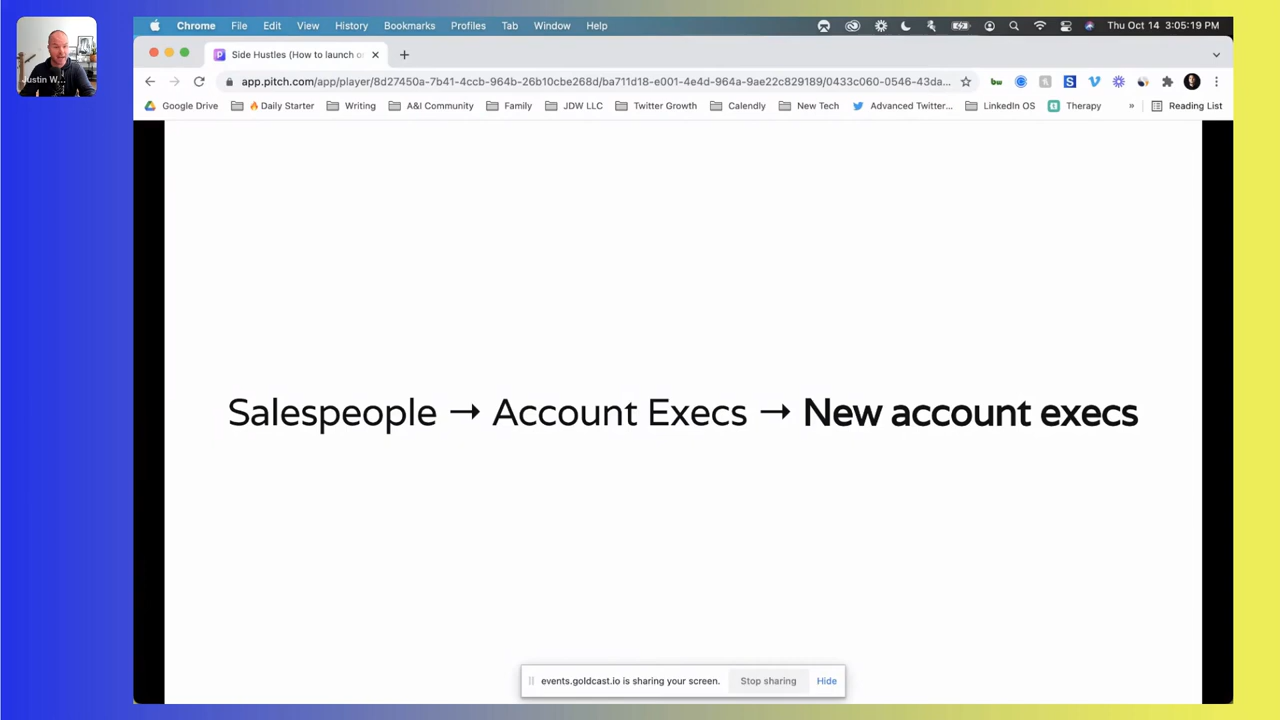 Chrome File Edit View History Bookmarks Profiles Tab Window Help Thu Oct 14 3:05:19 PM
Justin W...
Side Hustles (How to launch o
app.pitch.com/app/player/8d27450a-7b41-4ccb-964b-26b10cbe268d/ba711d18-e001-4e4d-964a-9ae22c829189/0433c060-0546-43da...
Google Drive 🔥Daily Starter Writing A&I Community Family JDW LLC Twitter Growth Calendly New Tech Advanced Twitter... LinkedIn OS Therapy » Reading List
Salespeople → Account Execs → New account execs
events.goldcast.io is sharing your screen. Stop sharing Hide